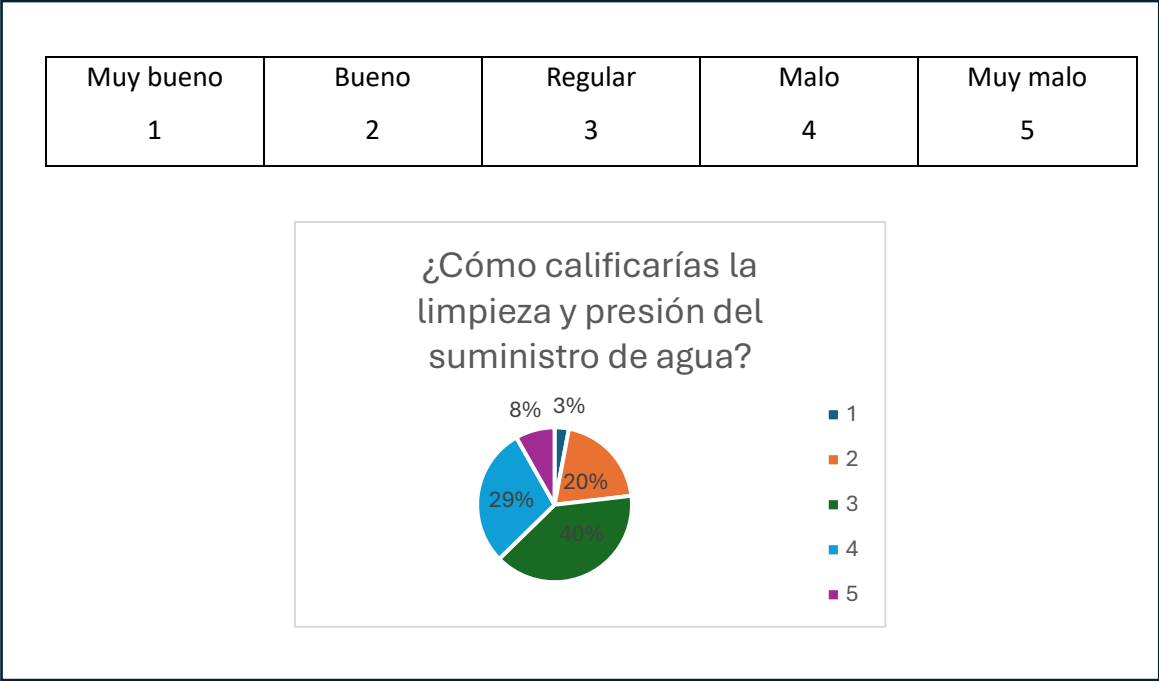 Muy bueno Bueno Regular Malo Muy malo
1 2 3 4 5
¿Cómo calificarías la
limpieza y presión del
suministro de agua?
8% 3%
20%
29%
40%
1
2
3
4
5